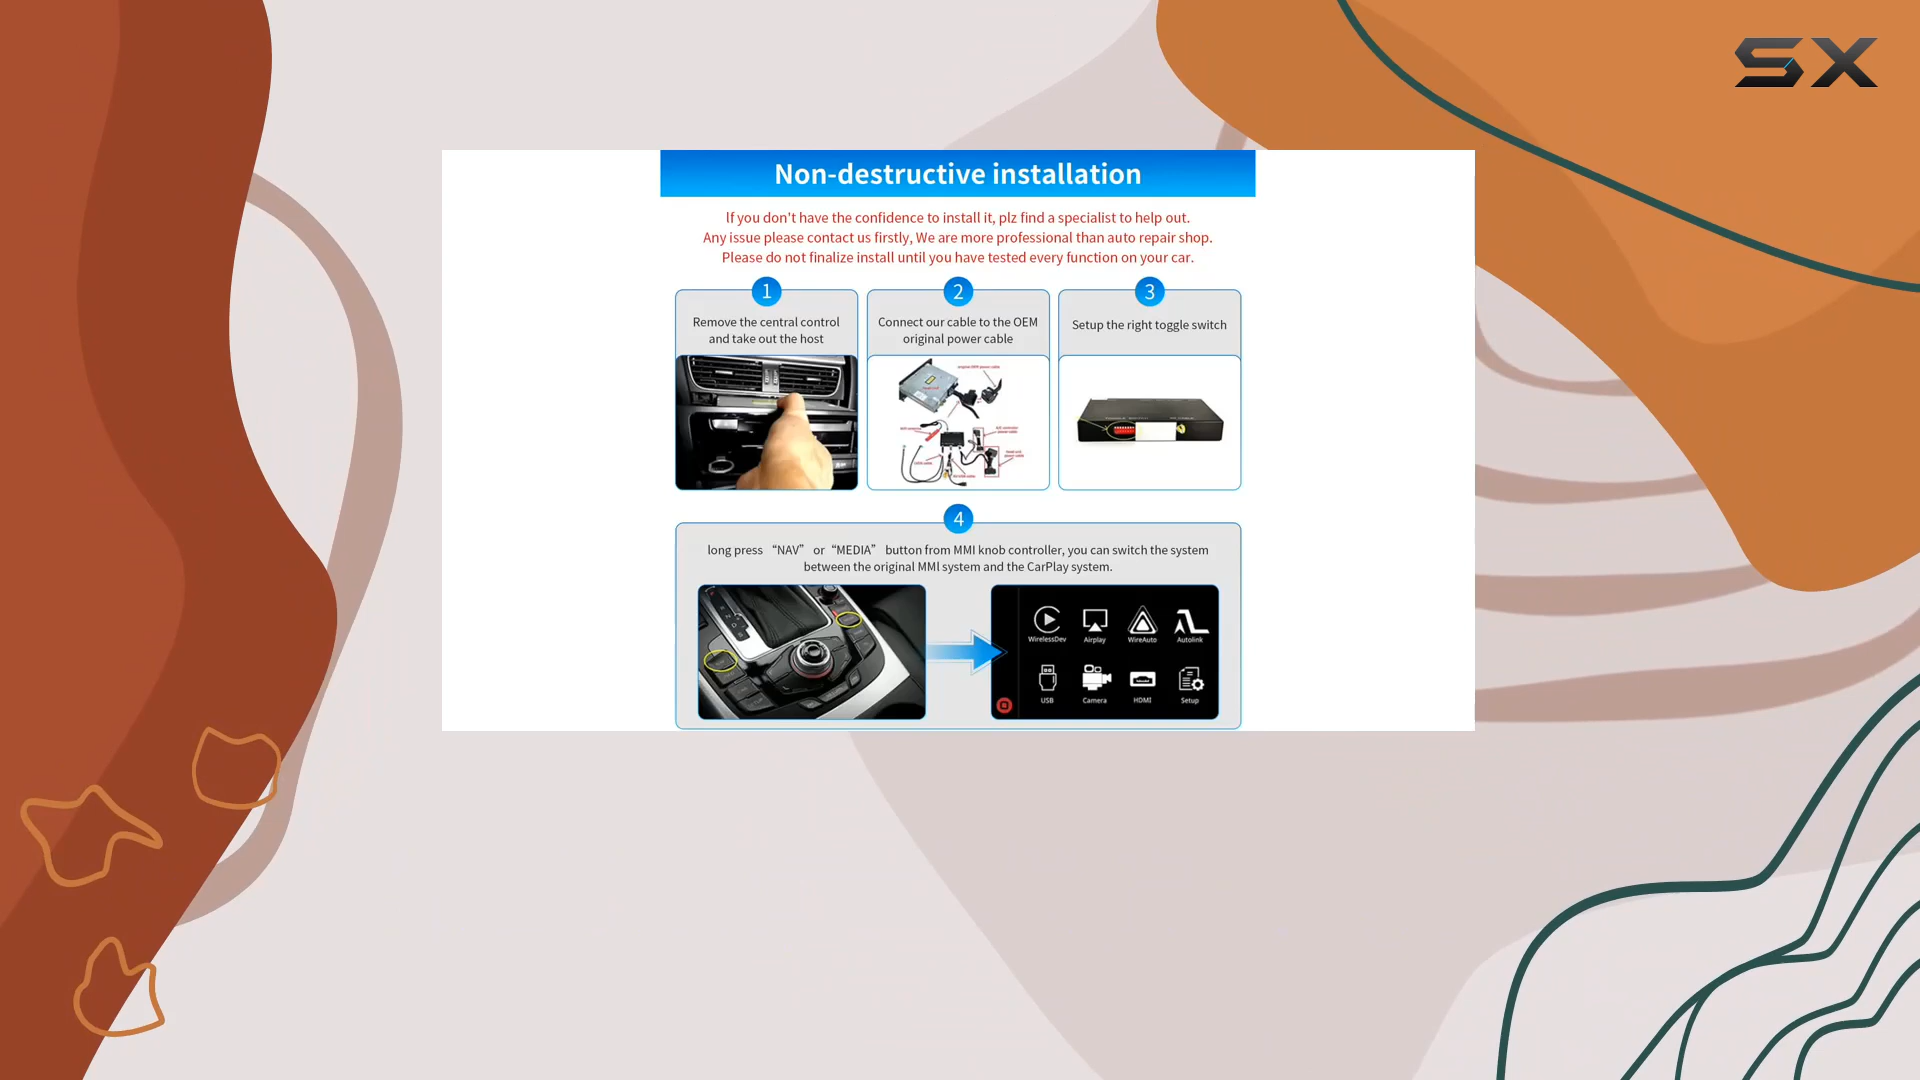 SX
Non-destructive installation
If you don't have the confidence to install it, plz find a specialist to help out.
Any issue please contact us firstly, We are more professional than auto repair shop.
Please do not finalize install until you have tested every function on your car.
1
Remove the central control
and take out the host
2
Connect our cable to the OEM
original power cable
3
Setup the right toggle switch
4
long press “NAV” or “MEDIA” button from MMI knob controller, you can switch the system
between the original MMI system and the CarPlay system.
WirelessDev Airplay WireAuto Autolink
USB Camera HDMI Setup